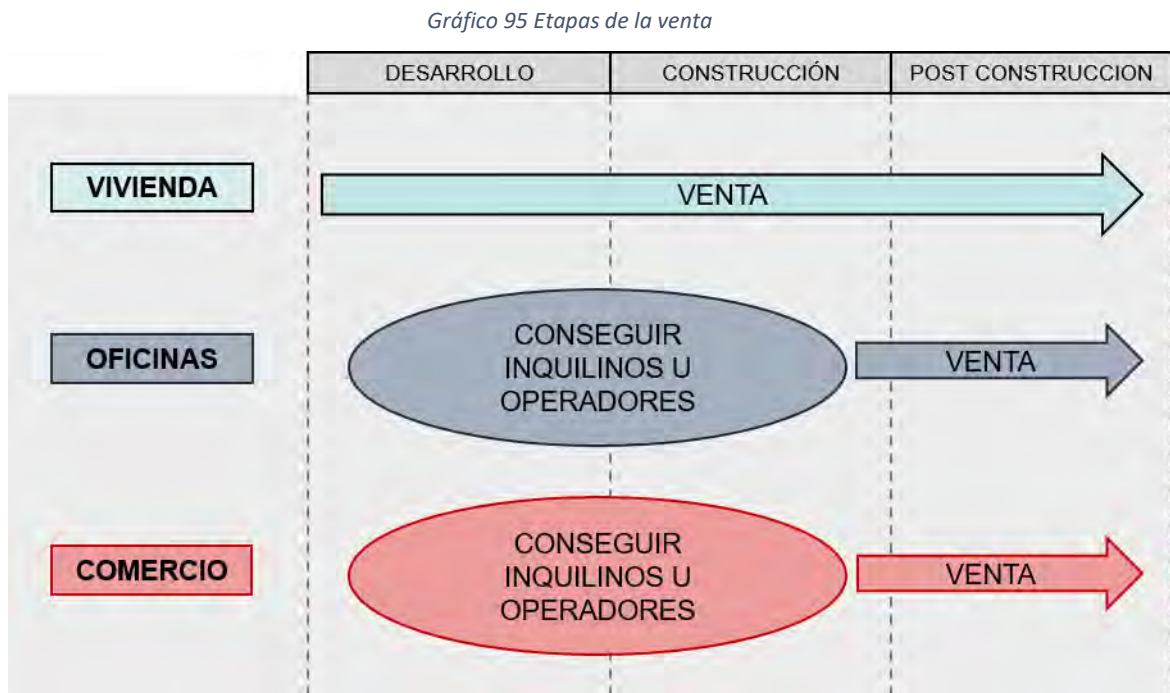 Gráfico 95 Etapas de la venta
DESARROLLO
CONSTRUCCIÓN
POST CONSTRUCCION
VIVIENDA
VENTA
OFICINAS
CONSEGUIR
INQUILINOS U
OPERADORES
VENTA
COMERCIO
CONSEGUIR
INQUILINOS U
OPERADORES
VENTA